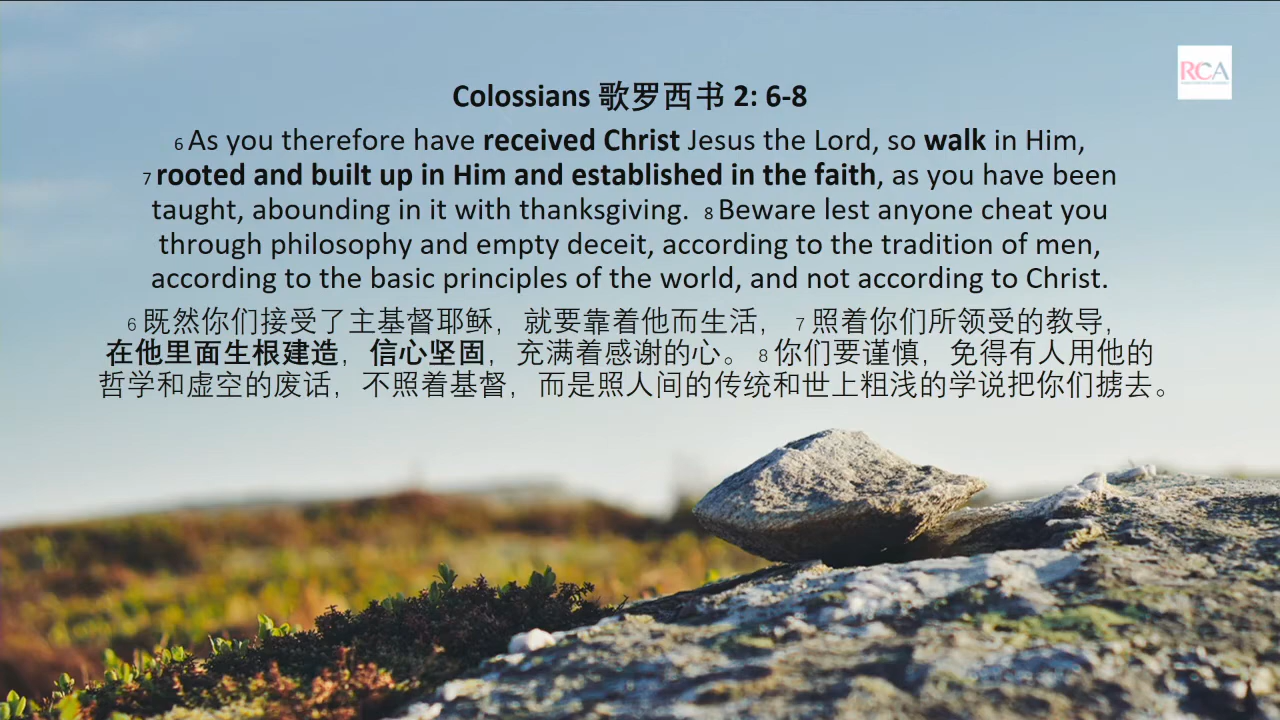 RCA
Colossians 歌罗西书 2: 6-8
6 As you therefore have received Christ Jesus the Lord, so walk in Him,
7 rooted and built up in Him and established in the faith, as you have been
taught, abounding in it with thanksgiving. 8 Beware lest anyone cheat you
through philosophy and empty deceit, according to the tradition of men,
according to the basic principles of the world, and not according to Christ.
6 既然你们接受了主基督耶稣，就要靠着他而生活，7 照着你们所领受的教导，
在他里面生根建造，信心坚固，充满着感谢的心。8 你们要谨慎，免得有人用他的
哲学和虚空的废话，不照着基督，而是照人间的传统和世上粗浅的学说把你们掳去。